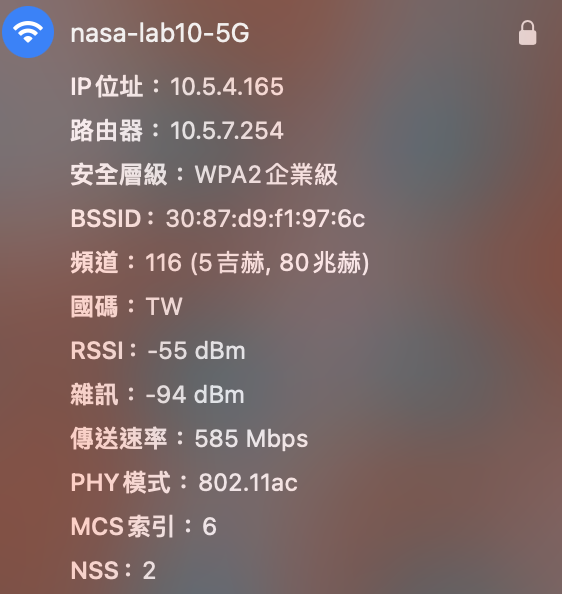 nasa-lab10-5G
IP位址：10.5.4.165
路由器：10.5.7.254
安全層級：WPA2企業級
BSSID：30:87:d9:f1:97:6c
頻道：116 (5吉赫, 80兆赫)
國碼：TW
RSSI：-55 dBm
雜訊：-94 dBm
傳送速率：585 Mbps
PHY模式：802.11ac
MCS索引：6
NSS：2